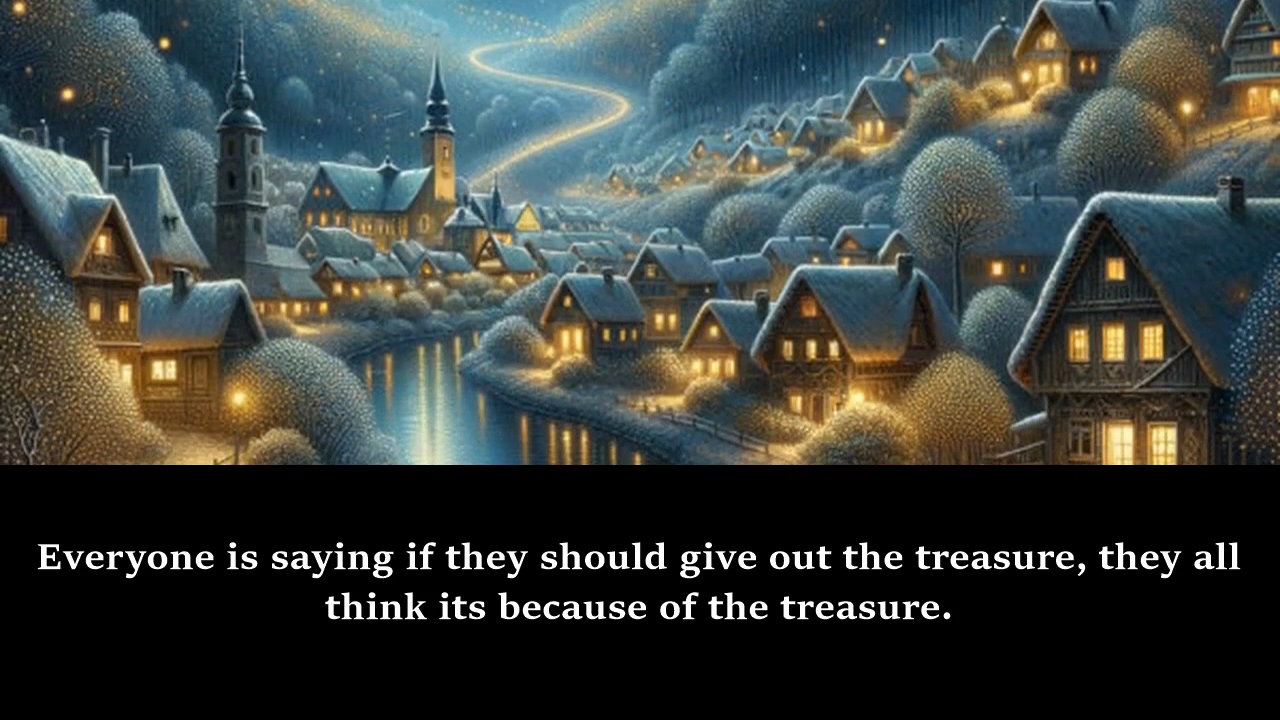 Everyone is saying if they should give out the treasure, they all
think its because of the treasure.